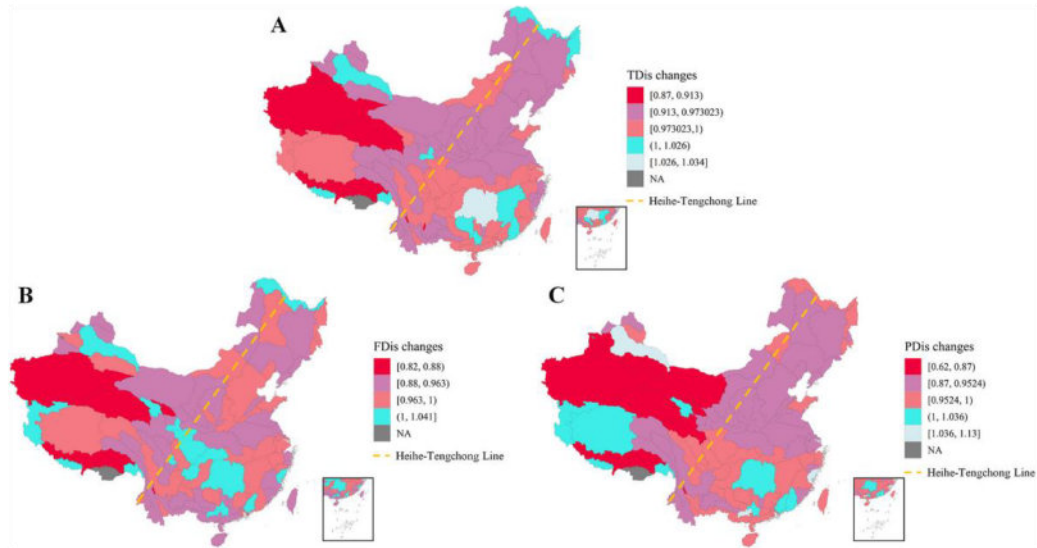 A
TDis changes
[0.87, 0.913)
[0.913, 0.973023)
[0.973023,1)
(1, 1.026)
[1.026, 1.034]
NA
Heihe-Tengchong Line
B
FDis changes
[0.82, 0.88)
[0.88, 0.963)
[0.963, 1)
(1, 1.041]
NA
Heihe-Tengchong Line
C
PDis changes
[0.62, 0.87)
[0.87, 0.9524)
[0.9524, 1)
(1, 1.036)
[1.036, 1.13]
NA
Heihe-Tengchong Line